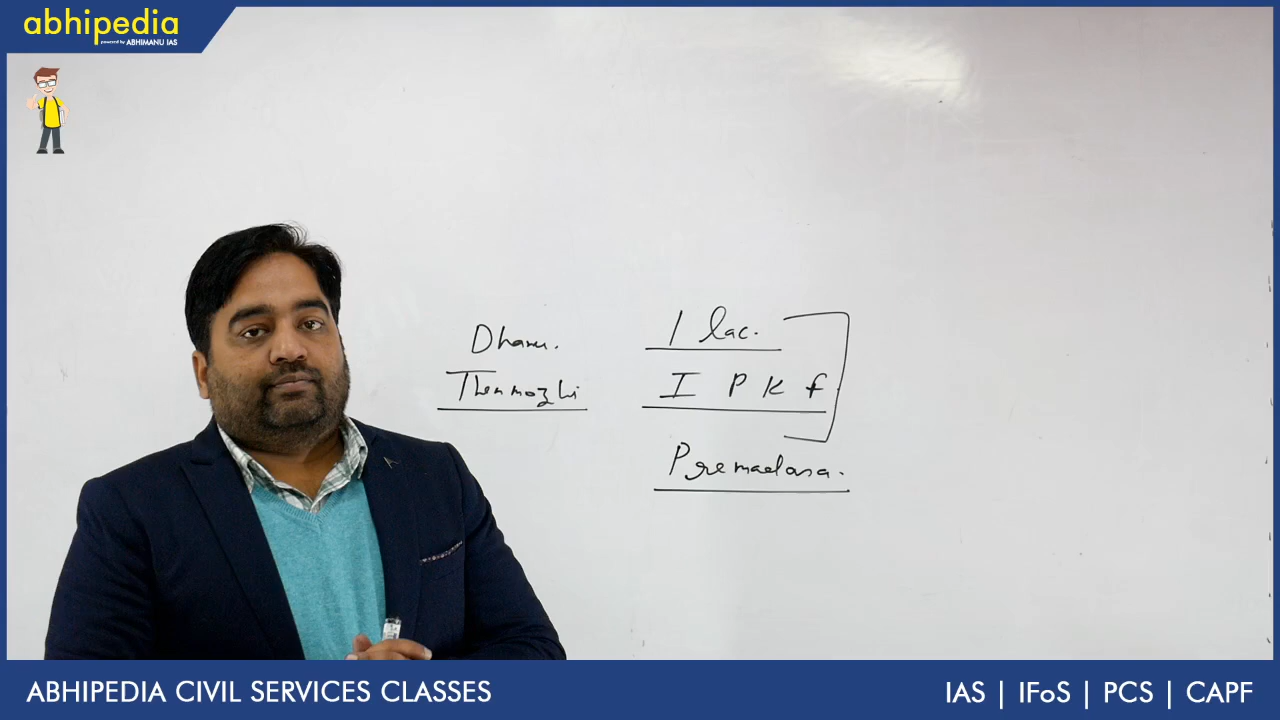 abhipedia
powered by ABHIMANU IAS
Dhanu.
Thenmozhi
1 lac.
I P K f
Premadasa.
ABHIPEDIA CIVIL SERVICES CLASSES
IAS | IFoS | PCS | CAPF